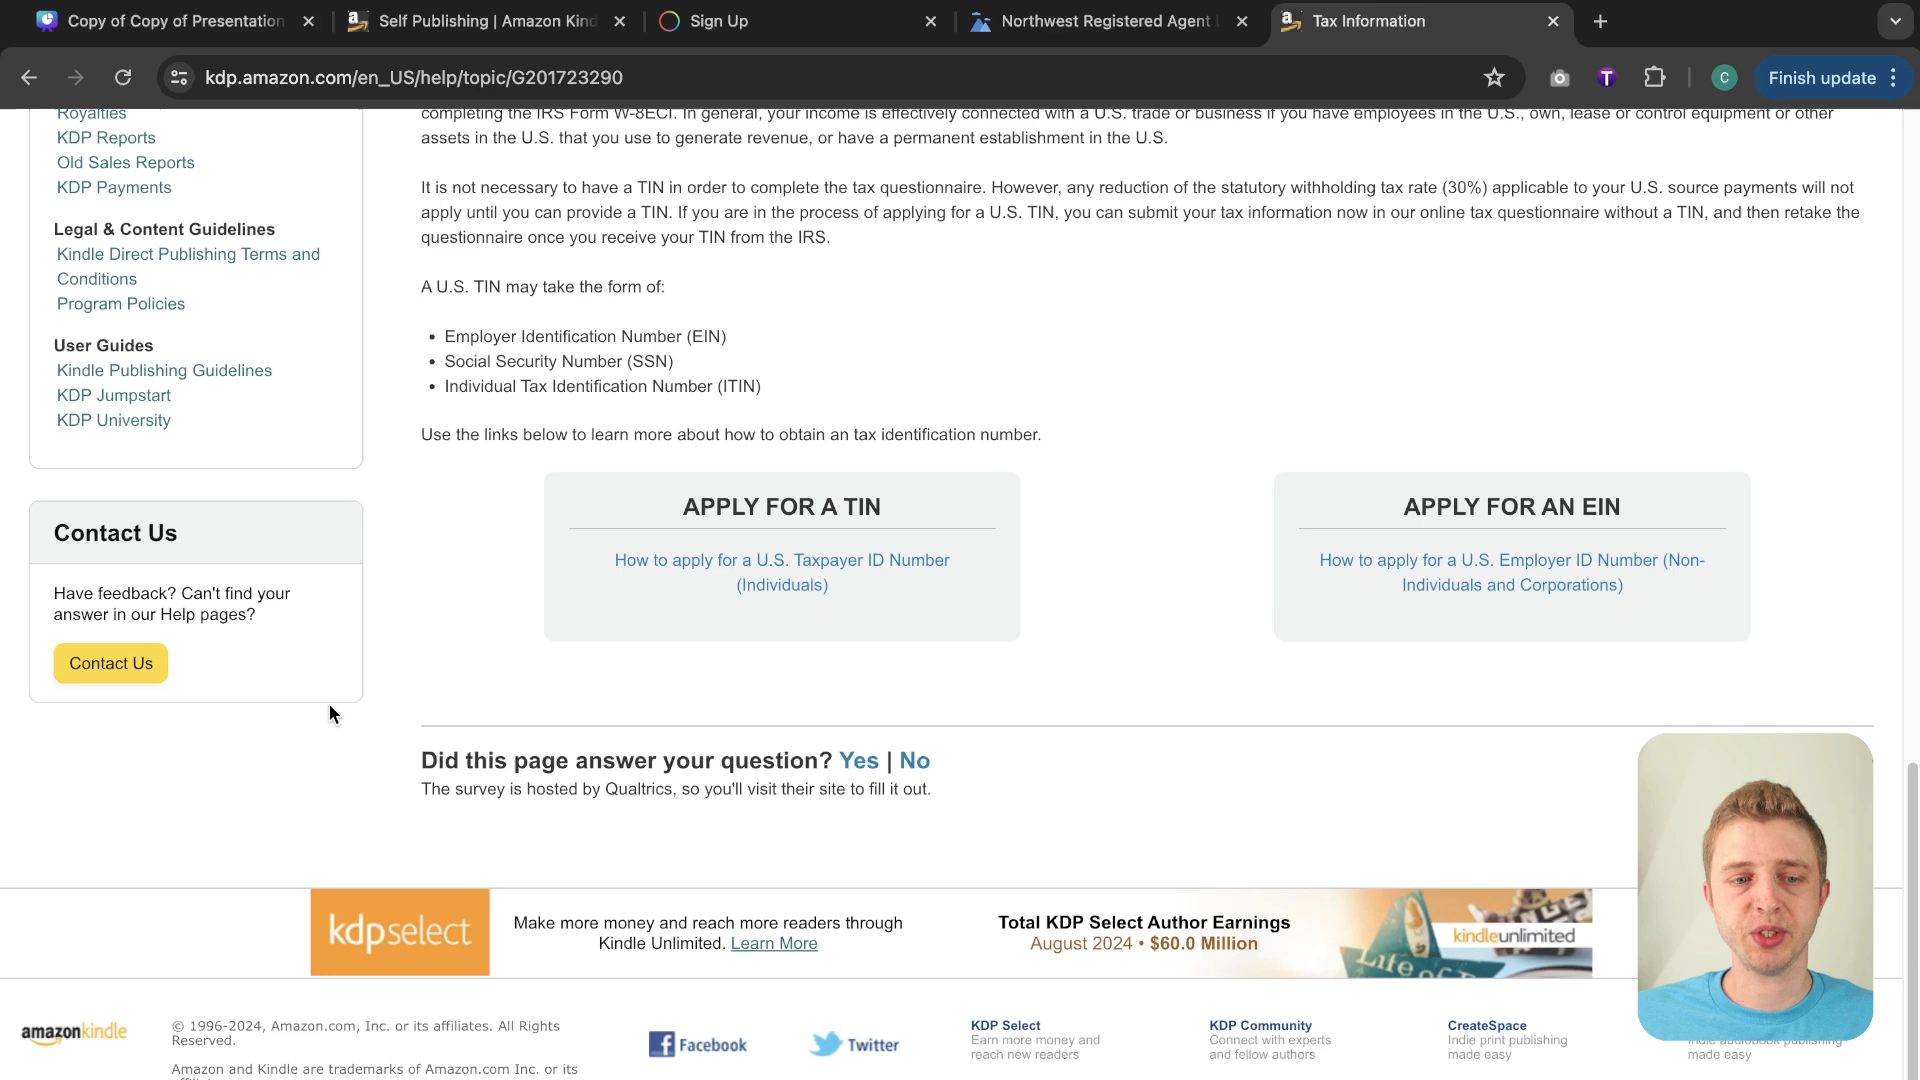 Copy of Copy of Presentation
Self Publishing | Amazon Kind
Sign Up
Northwest Registered Agent
Tax Information
kdp.amazon.com/en_US/help/topic/G201723290
T
C
Finish update
Royalties
KDP Reports
Old Sales Reports
KDP Payments
Legal & Content Guidelines
Kindle Direct Publishing Terms and
Conditions
Program Policies
User Guides
Kindle Publishing Guidelines
KDP Jumpstart
KDP University
Contact Us
Have feedback? Can't find your
answer in our Help pages?
Contact Us
completing the IRS Form W-8ECI. In general, your income is effectively connected with a U.S. trade or business if you have employees in the U.S., own, lease or control equipment or other
assets in the U.S. that you use to generate revenue, or have a permanent establishment in the U.S.
It is not necessary to have a TIN in order to complete the tax questionnaire. However, any reduction of the statutory withholding tax rate (30%) applicable to your U.S. source payments will not
apply until you can provide a TIN. If you are in the process of applying for a U.S. TIN, you can submit your tax information now in our online tax questionnaire without a TIN, and then retake the
questionnaire once you receive your TIN from the IRS.
A U.S. TIN may take the form of:
• Employer Identification Number (EIN)
• Social Security Number (SSN)
• Individual Tax Identification Number (ITIN)
Use the links below to learn more about how to obtain an tax identification number.
APPLY FOR A TIN
How to apply for a U.S. Taxpayer ID Number
(Individuals)
APPLY FOR AN EIN
How to apply for a U.S. Employer ID Number (Non-
Individuals and Corporations)
Did this page answer your question? Yes | No
The survey is hosted by Qualtrics, so you'll visit their site to fill it out.
kdpselect
Make more money and reach more readers through
Kindle Unlimited. Learn More
Total KDP Select Author Earnings
August 2024 • $60.0 Million
Life of
kindleunlimited
amazonkindle
© 1996-2024, Amazon.com, Inc. or its affiliates. All Rights
Reserved.
Amazon and Kindle are trademarks of Amazon.com Inc. or its
Facebook
Twitter
KDP Select
Earn more money and
reach new readers
KDP Community
Connect with experts
and fellow authors
CreateSpace
Indie print publishing
made easy
Indie audiobook publishing
made easy